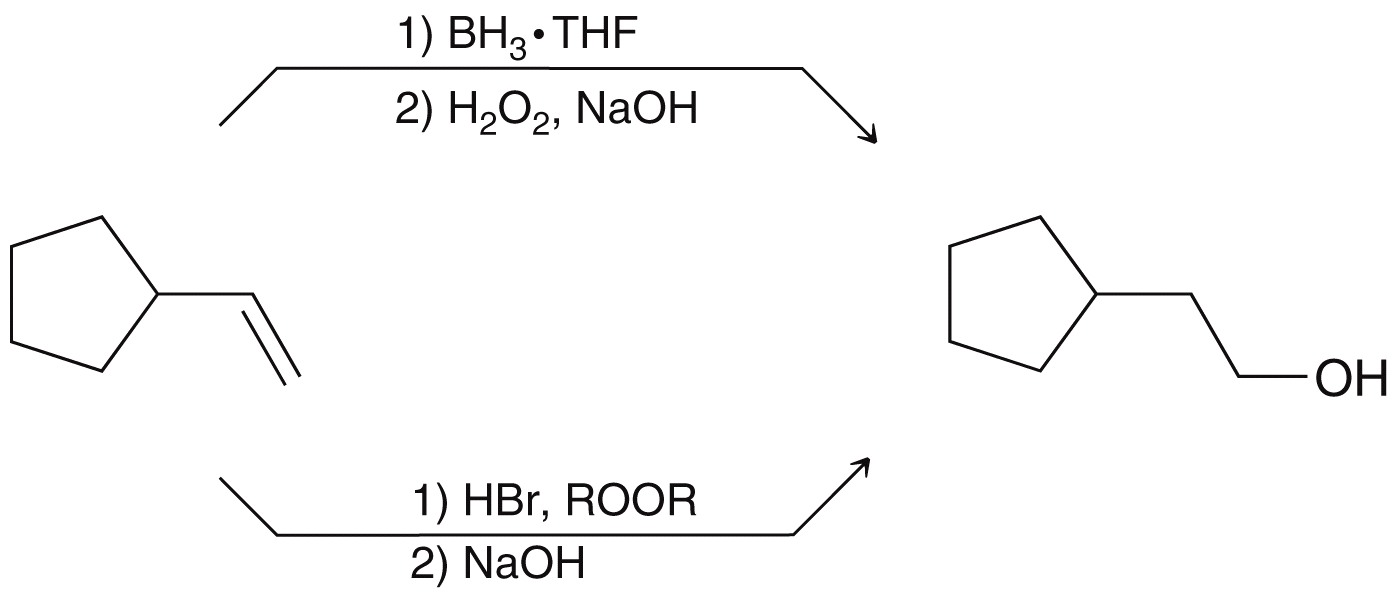 1) BH₃•THF
2) H₂O₂, NaOH
OH
1) HBr, ROOR
2) NaOH